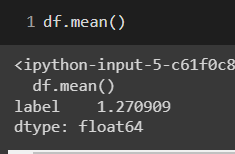 1 df.mean()
<ipython-input-5-c61f0c8
df.mean()
label 1.270909
dtype: float64